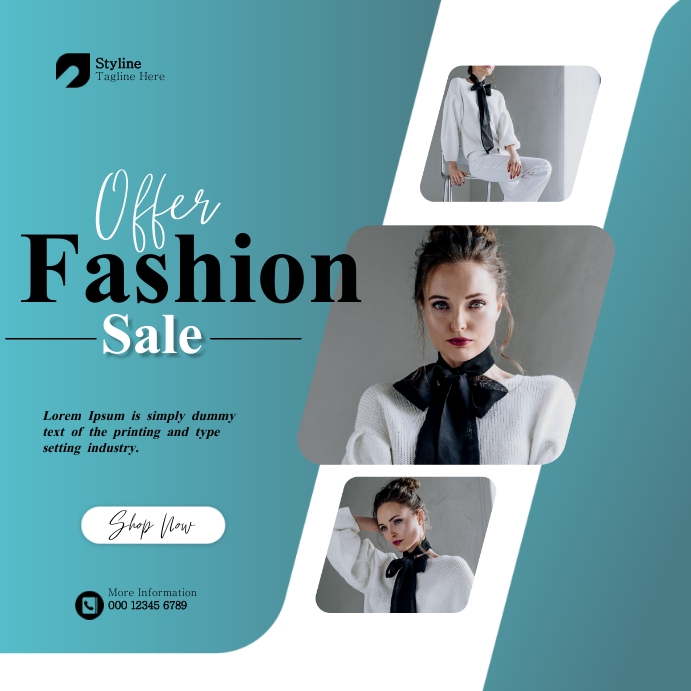 Styline
Tagline Here
Offer
Fashion
Sale
Lorem Ipsum is simply dummy
text of the printing and type
setting industry.
Shop Now
More Information
000 12345 6789